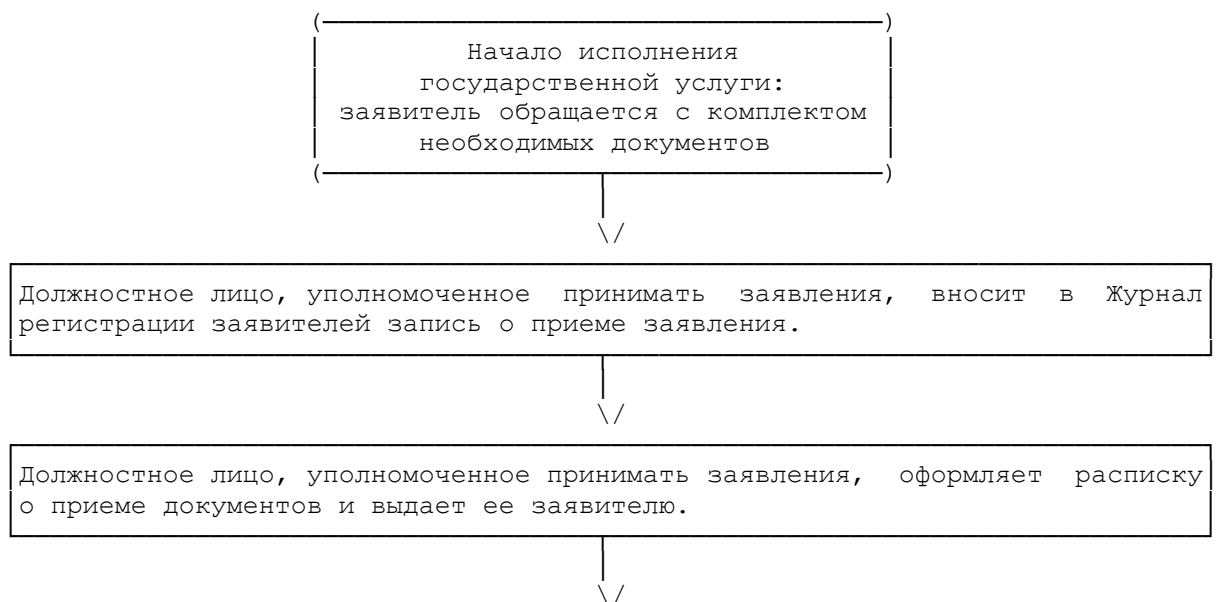 Начало исполнения
государственной услуги:
заявитель обращается с комплектом
необходимых документов
Должностное лицо, уполномоченное принимать заявления, вносит в Журнал
регистрации заявителей запись о приеме заявления.
Должностное лицо, уполномоченное принимать заявления, оформляет расписку
о приеме документов и выдает ее заявителю.